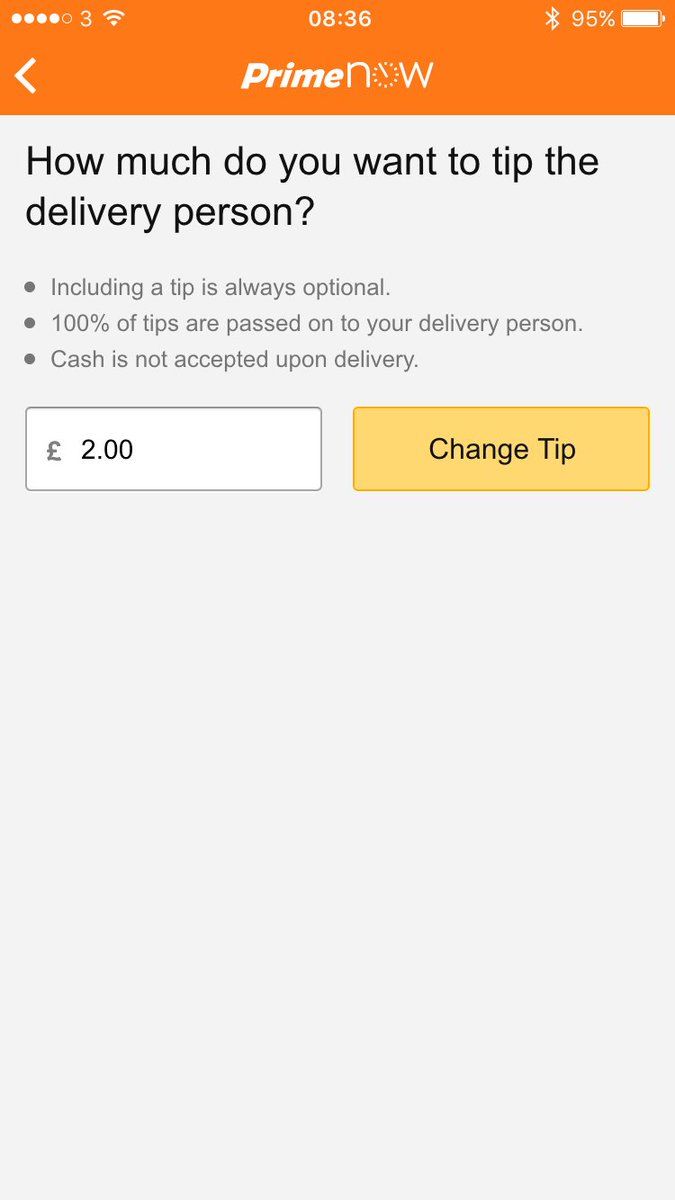 3 08:36 95%
Prime now
How much do you want to tip the
delivery person?
Including a tip is always optional.
100% of tips are passed on to your delivery person.
Cash is not accepted upon delivery.
£ 2.00 Change Tip